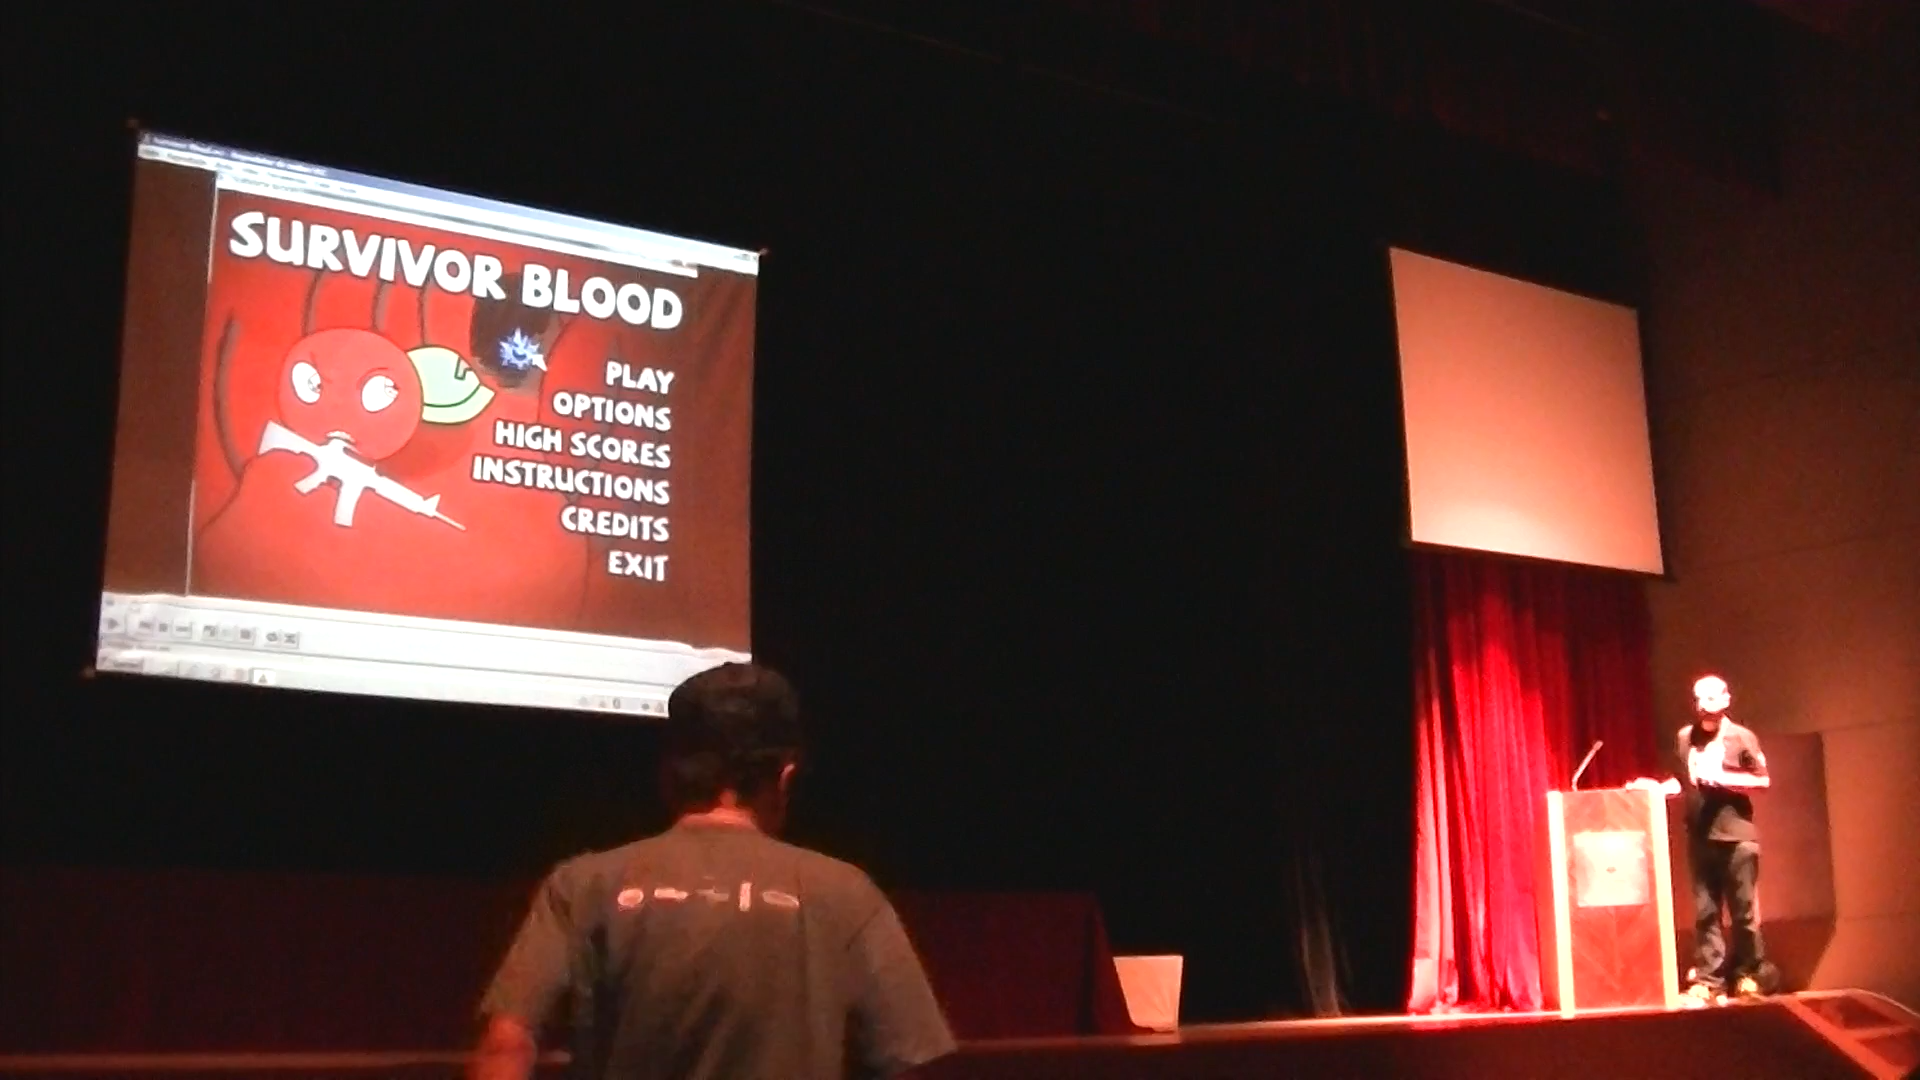 SURVIVOR BLOOD
PLAY
OPTIONS
HIGH SCORES
INSTRUCTIONS
CREDITS
EXIT